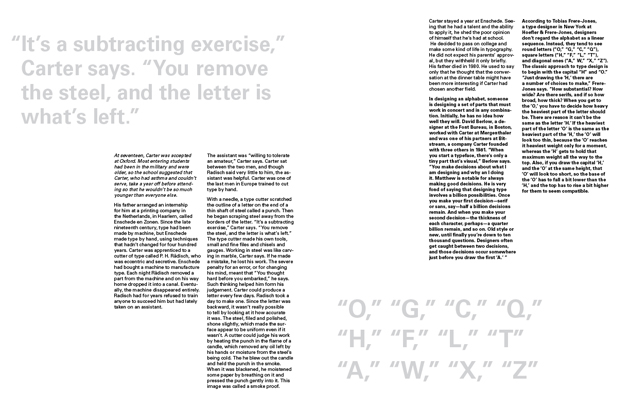 “It’s a subtracting exercise,”
Carter says. “You remove
the steel, and the letter is
what’s left.”
At seventeen, Carter was accepted
at Oxford. Most entering students
had been in the military and were
older, so the school suggested that
Carter, who had asthma and couldn’t
serve, take a year off before attend-
ing so that he wouldn’t be so much
younger than everyone else.
His father arranged an internship
for him at a printing company in
the Netherlands, in Haarlem, called
Enschedé en Zonen. Since the late
nineteenth century, type had been
made by machine, but Enschedé
made type by hand, using techniques
that hadn’t changed for four hundred
years. Carter was apprenticed to a
cutter of type called P. H. Rädisch, who
was eccentric and secretive. Enschedé
had bought a machine to manufacture
type. Each night Rädisch removed a
part from the machine and on his way
home dropped it into a canal. Eventu-
ally, the machine disappeared entirely.
Radisch had for years refused to train
anyone to succeed him but had lately
taken on an assistant.
The assistant was “willing to tolerate
an amateur,” Carter says. Carter sat
between the two men, and though
Radisch said very little to him, the as-
sistant was helpful. Carter was one of
the last men in Europe trained to cut
type by hand.
With a needle, a type cutter scratched
the outline of a letter on the end of a
thin shaft of steel called a punch. Then
he began scraping steel away from the
borders of the letter. “It’s a subtracting
exercise,” Carter says. “You remove
the steel, and the letter is what’s left.”
The type cutter made his own tools,
small and fine files and chisels and
gauges. Working in steel was like carv-
ing in marble, Carter says. If he made
a mistake, he lost his work. The severe
penalty for an error, or for changing
his mind, meant that “You thought
hard before you embarked,” he says.
Such thinking helped him form his
judgement. Carter could produce a
letter every few days. Radisch took a
day to make one. Since the letter was
backward, it wasn’t really possible
to tell by looking at it how accurate
it was. The steel, filed and polished,
shone slightly, which made the sur-
face appear to be uniform even if it
wasn’t. A cutter could judge his work
by heating the punch in the flame of a
candle, which removed any oil left by
his hands or moisture from the steel’s
being cold. The he blew out the candle
and held the punch in the smoke.
When it was blackened, he moistened
some paper by breathing on it and
pressed the punch gently into it. This
image was called a smoke proof.
Carter stayed a year at Enschedé. See-
ing that he had a talent and the ability
to apply it, he shed the poor opinion
of himself that he’s had at school.
He decided to pass on college and
make some kind of life in typography.
He did not expect his parents’ approv-
al, but they withheld it only briefly.
His father died in 1989. He used to say
only that he thought that the conver-
sation at the dinner table might have
been more interesting if Carter had
chosen another field.
In designing an alphabet, someone
is designing a set of parts that must
work in concert and in any combina-
tion. Initially, he has no idea how
well they will. David Berlow, a de-
signer at the Font Bureau, in Boston,
worked with Carter at Mergenthaler
and was one of his partners at Bit-
stream, a company Carter founded
with three others in 1981. “When
you start a typeface, there’s only a
tiny part that’s visual,” Berlow says.
“You make decisions about what I
am designing and why am I doing
it. Matthew is notable for always
making good decisions. He is very
fond of saying that designing type
involves a billion possibilities. Once
you make your first decision—serif
or sans, say—half a billion decisions
remain. And when you make your
second decision—the thickness of
each character, perhaps—a quarter
billion remain, and so on. Old style or
new, until finally you’re down to ten
thousand questions. Designers often
get caught between two decisions,
and those decisions occur somewhere
just before you draw the first ‘A.’ ”
According to Tobias Frere-Jones,
a type designer in New York at
Hoefler & Frere-Jones, designers
don’t regard the alphabet as a linear
sequence. Instead, they tend to see
round letters (“O,” “G,” “C,” “Q”),
square letters (“H,” “F,” “L,” “T”),
and diagonal ones (“A,” W,” “X,” “Z”).
The classic approach to type design is
to begin with the capital “H” and “O.”
“Just drawing the ‘H,’ there are
a number of choices to make,” Frere-
Jones says. “How substantial? How
wide? Are there serifs, and if so how
broad, how thick? When you get to
the ‘O,’ you have to decide how heavy
the heaviest part of the letter should
be. There are reason it can’t be the
same as the letter ‘H.’ If the heaviest
part of the letter ‘O’ is the same as the
heaviest part of the ‘H,’ the ‘O’ will
look too thin, because the ‘O’ reaches
it heaviest weight only for a moment,
whereas the ‘H’ gets to hold that
maximum weight all the way to the
top. Also, if you draw the capital ‘H,’
and the ‘O’ at the same height, that
‘O’ will look too short, so the base of
the ‘O’ has to fall a bit lower than the
‘H,’ and the top has to rise a bit higher
for them to seem compatible.
“O,” “G,” “C,” “Q,”
“H,” “F,” “L,” “T”
“A,” “W,” “X,” “Z”